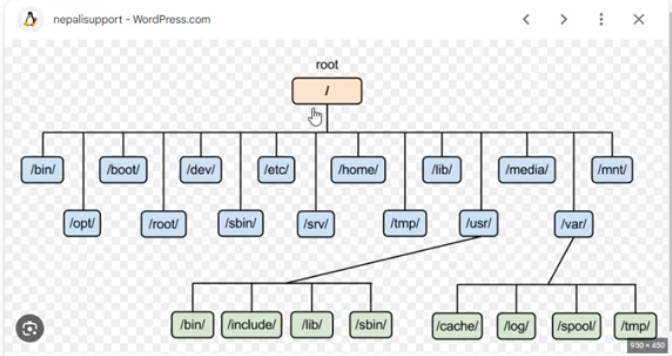 nepalisupport - WordPress.com
root
/
/bin/ /boot/ /dev/ /etc/ /home/ /lib/ /media/ /mnt/
/opt/ /root/ /sbin/ /srv/ /tmp/ /usr/ /var/
/bin/ /include/ /lib/ /sbin/ /cache/ /log/ /spool/ /tmp/
950 × 450